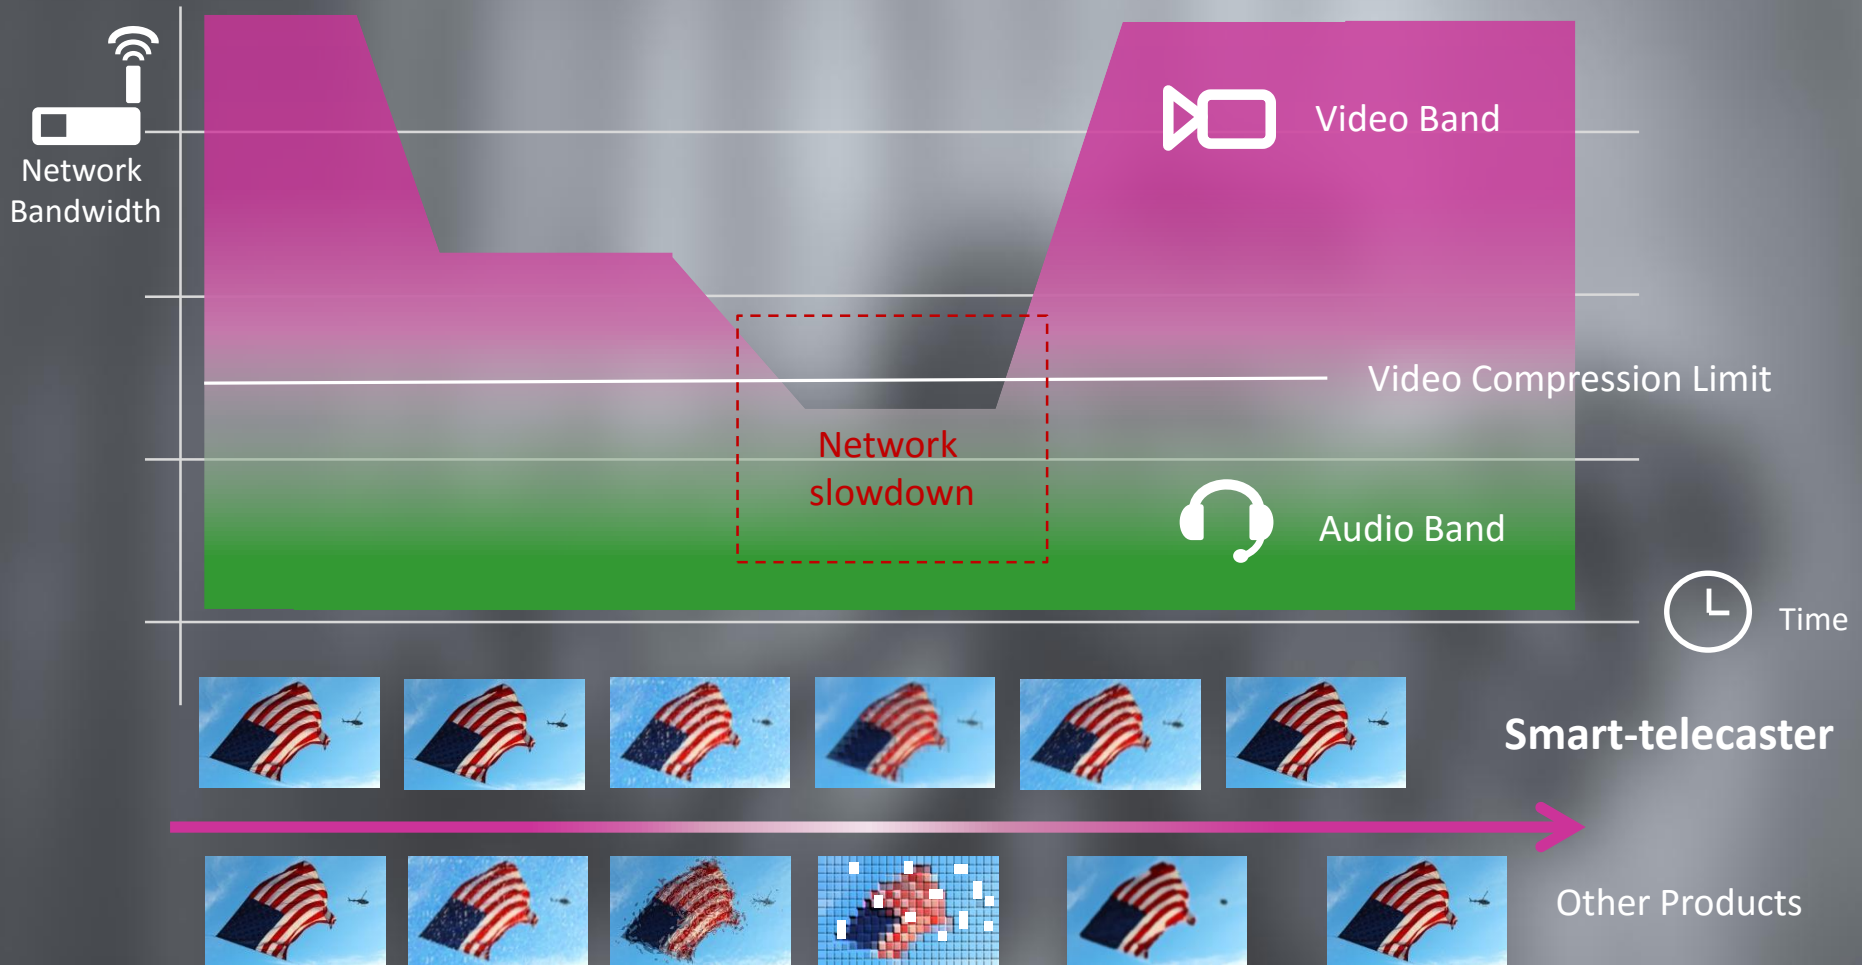 Network
Bandwidth
Video Band
Video Compression Limit
Network
slowdown
Audio Band
Time
Smart-telecaster
Other Products